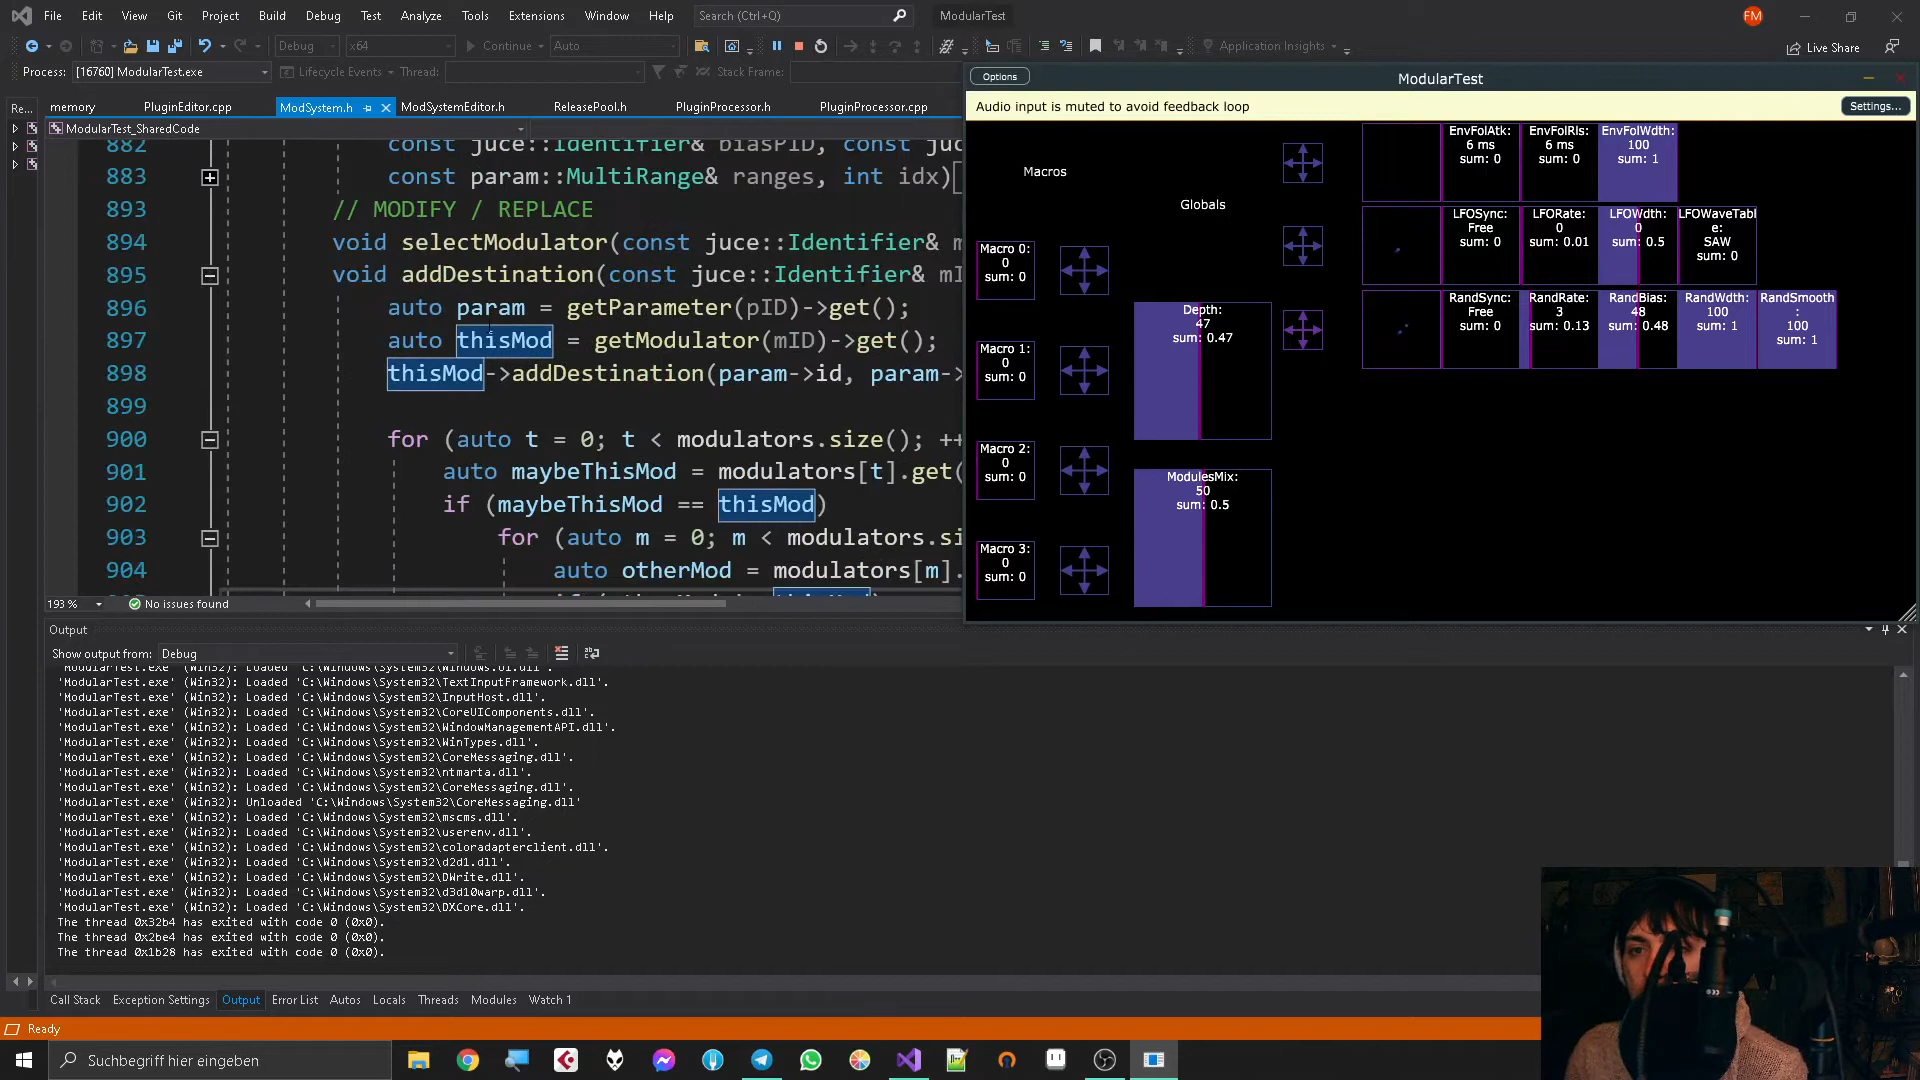 File Edit View Git Project Build Debug Test Analyze Tools Extensions Window Help Search (Ctrl+Q) ModularTest FM
Debug x64 Continue Auto Application Insights Live Share
Process: [16760] ModularTest.exe Lifecycle Events Thread: Stack Frame:
Re... memory PluginEditor.cpp ModSystem.h ModSystemEditor.h ReleasePool.h PluginProcessor.h PluginProcessor.cpp
ModularTest_SharedCode
882 const juce::Identifier& biasPID, const juc
883 const param::MultiRange& ranges, int idx)
893 // MODIFY / REPLACE
894 void selectModulator(const juce::Identifier& m
895 void addDestination(const juce::Identifier& mI
896 auto param = getParameter(pID)->get();
897 auto thisMod = getModulator(mID)->get();
898 thisMod->addDestination(param->id, param->
899
900 for (auto t = 0; t < modulators.size(); ++
901 auto maybeThisMod = modulators[t].get(
902 if (maybeThisMod == thisMod)
903 for (auto m = 0; m < modulators.si
904 auto otherMod = modulators[m].
193 % No issues found
Options
ModularTest
Audio input is muted to avoid feedback loop
Settings...
Macros
Globals
Macro 0:
0
sum: 0
Macro 1:
0
sum: 0
Macro 2:
0
sum: 0
Macro 3:
0
sum: 0
Depth:
47
sum: 0.47
ModulesMix:
50
sum: 0.5
EnvFolAtk:
6 ms
sum: 0
EnvFolRls:
6 ms
sum: 0
EnvFolWdth:
100
sum: 1
LFOSync:
Free
sum: 0
LFORate:
0
sum: 0.01
LFOWdth:
0
sum: 0.5
LFOWaveTabl
e:
SAW
sum: 0
RandSync:
Free
sum: 0
RandRate:
3
sum: 0.13
RandBias:
48
sum: 0.48
RandWdth:
100
sum: 1
RandSmooth
:
100
sum: 1
Output
Show output from: Debug
'ModularTest.exe' (Win32): Loaded 'C:\Windows\System32\Windows.UI.dll'.
'ModularTest.exe' (Win32): Loaded 'C:\Windows\System32\TextInputFramework.dll'.
'ModularTest.exe' (Win32): Loaded 'C:\Windows\System32\InputHost.dll'.
'ModularTest.exe' (Win32): Loaded 'C:\Windows\System32\CoreUIComponents.dll'.
'ModularTest.exe' (Win32): Loaded 'C:\Windows\System32\WindowManagementAPI.dll'.
'ModularTest.exe' (Win32): Loaded 'C:\Windows\System32\WinTypes.dll'.
'ModularTest.exe' (Win32): Loaded 'C:\Windows\System32\CoreMessaging.dll'.
'ModularTest.exe' (Win32): Loaded 'C:\Windows\System32\ntmarta.dll'.
'ModularTest.exe' (Win32): Loaded 'C:\Windows\System32\CoreMessaging.dll'.
'ModularTest.exe' (Win32): Unloaded 'C:\Windows\System32\CoreMessaging.dll'
'ModularTest.exe' (Win32): Loaded 'C:\Windows\System32\mscms.dll'.
'ModularTest.exe' (Win32): Loaded 'C:\Windows\System32\userenv.dll'.
'ModularTest.exe' (Win32): Loaded 'C:\Windows\System32\coloradapterclient.dll'.
'ModularTest.exe' (Win32): Loaded 'C:\Windows\System32\d2d1.dll'.
'ModularTest.exe' (Win32): Loaded 'C:\Windows\System32\DWrite.dll'.
'ModularTest.exe' (Win32): Loaded 'C:\Windows\System32\d3d10warp.dll'.
'ModularTest.exe' (Win32): Loaded 'C:\Windows\System32\DXCore.dll'.
The thread 0x32b4 has exited with code 0 (0x0).
The thread 0x2be4 has exited with code 0 (0x0).
The thread 0x1b28 has exited with code 0 (0x0).
Call Stack Exception Settings Output Error List Autos Locals Threads Modules Watch 1
Ready
Suchbegriff hier eingeben